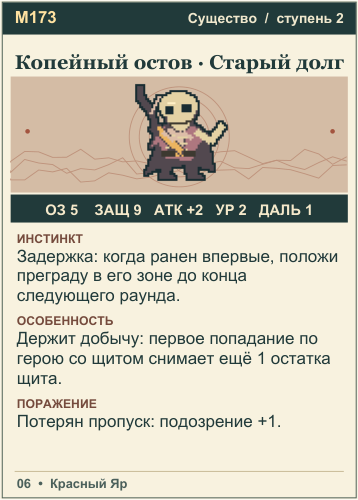 M173
Существо / ступень 2
Копейный остов · Старый долг
ОЗ 5 ЗАЩ 9 АТК +2 УР 2 ДАЛЬ 1
ИНСТИНКТ
Задержка: когда ранен впервые, положи
преграду в его зоне до конца
следующего раунда.
ОСОБЕННОСТЬ
Держит добычу: первое попадание по
герою со щитом снимает ещё 1 остатка
щита.
ПОРАЖЕНИЕ
Потерян пропуск: подозрение +1.
06 • Красный Яр